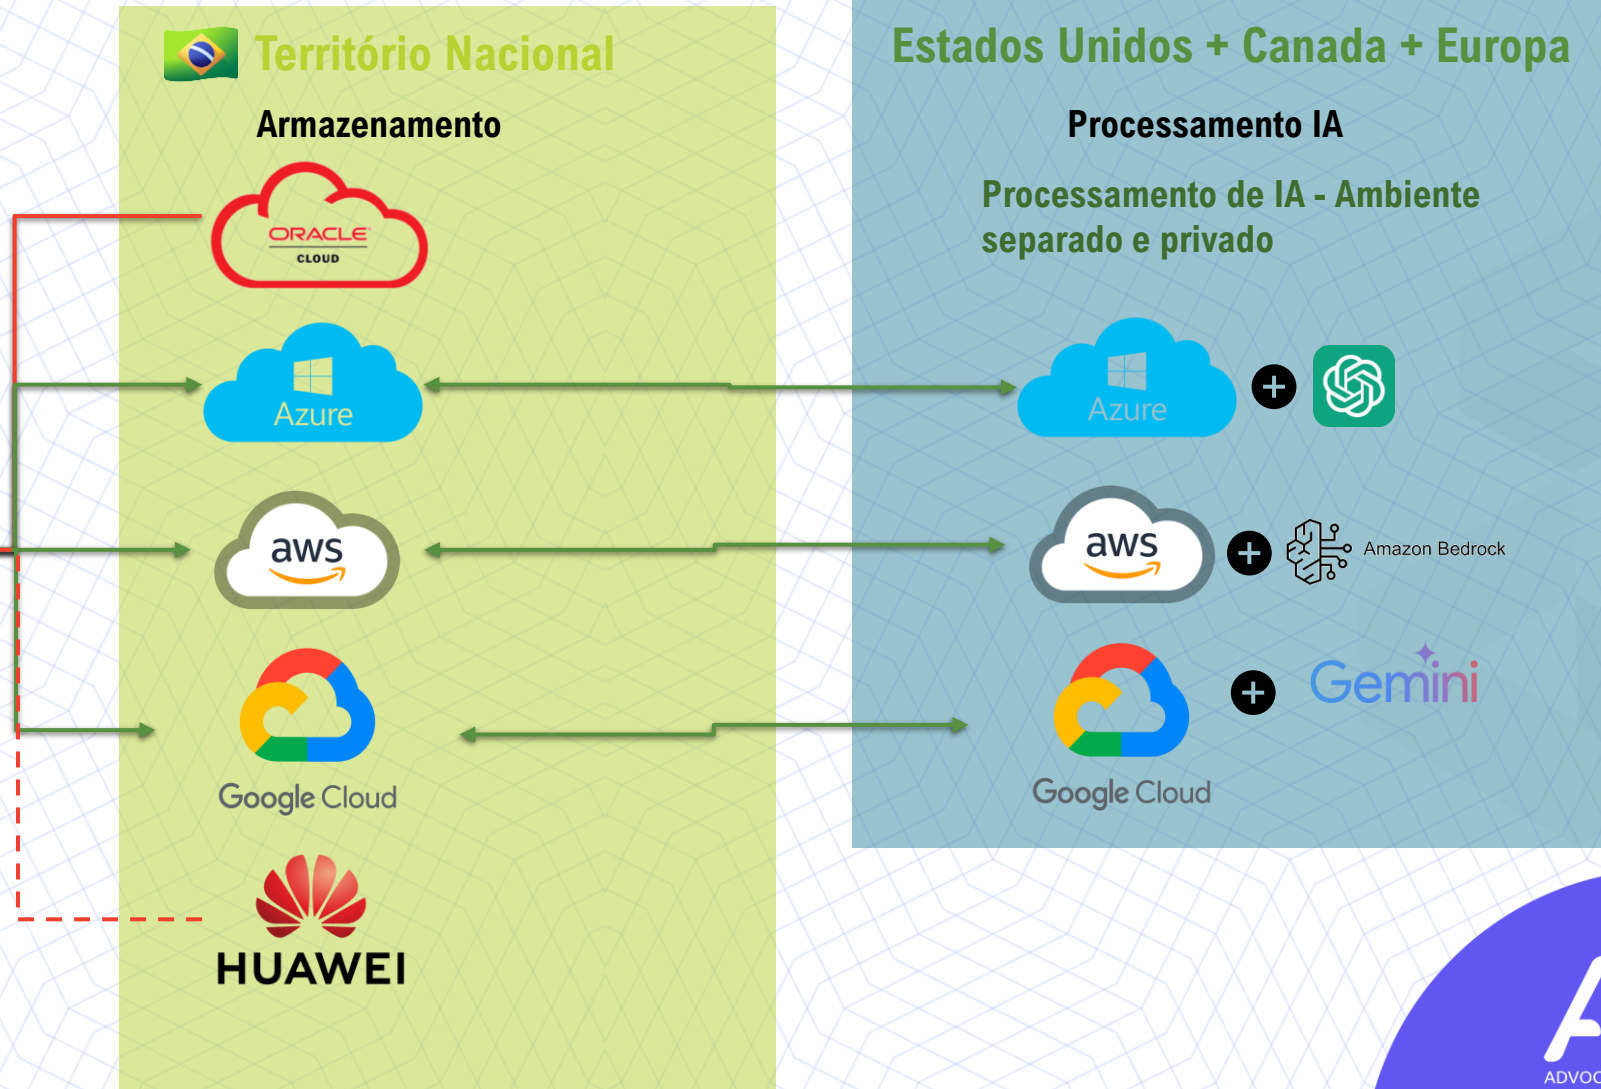 Território Nacional
Armazenamento
ORACLE
CLOUD
Azure
aws
Google Cloud
HUAWEI
Estados Unidos + Canada + Europa
Processamento IA
Processamento de IA - Ambiente
separado e privado
Azure
+
aws
+
Amazon Bedrock
Google Cloud
+
Gemini